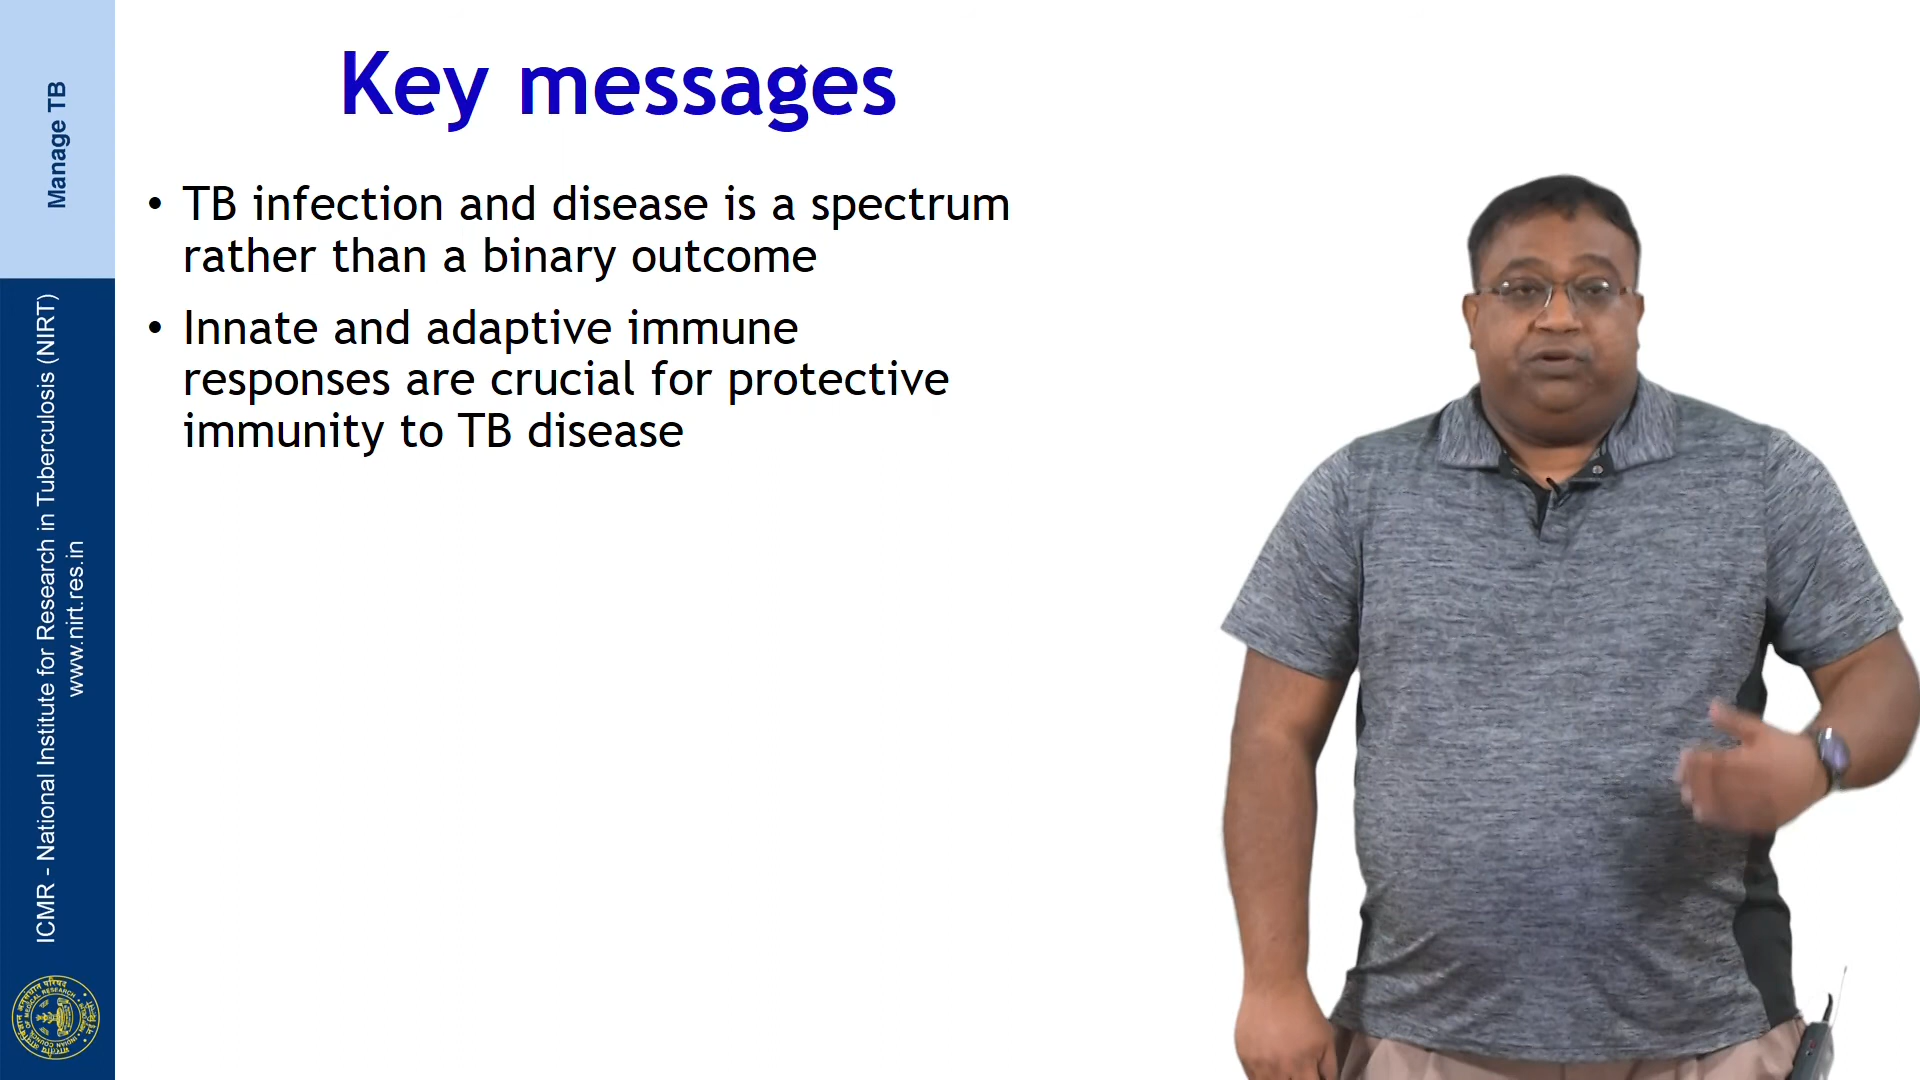 Manage TB
ICMR - National Institute for Research in Tuberculosis (NIRT)
www.nirt.res.in
Key messages
• TB infection and disease is a spectrum
rather than a binary outcome
• Innate and adaptive immune
responses are crucial for protective
immunity to TB disease